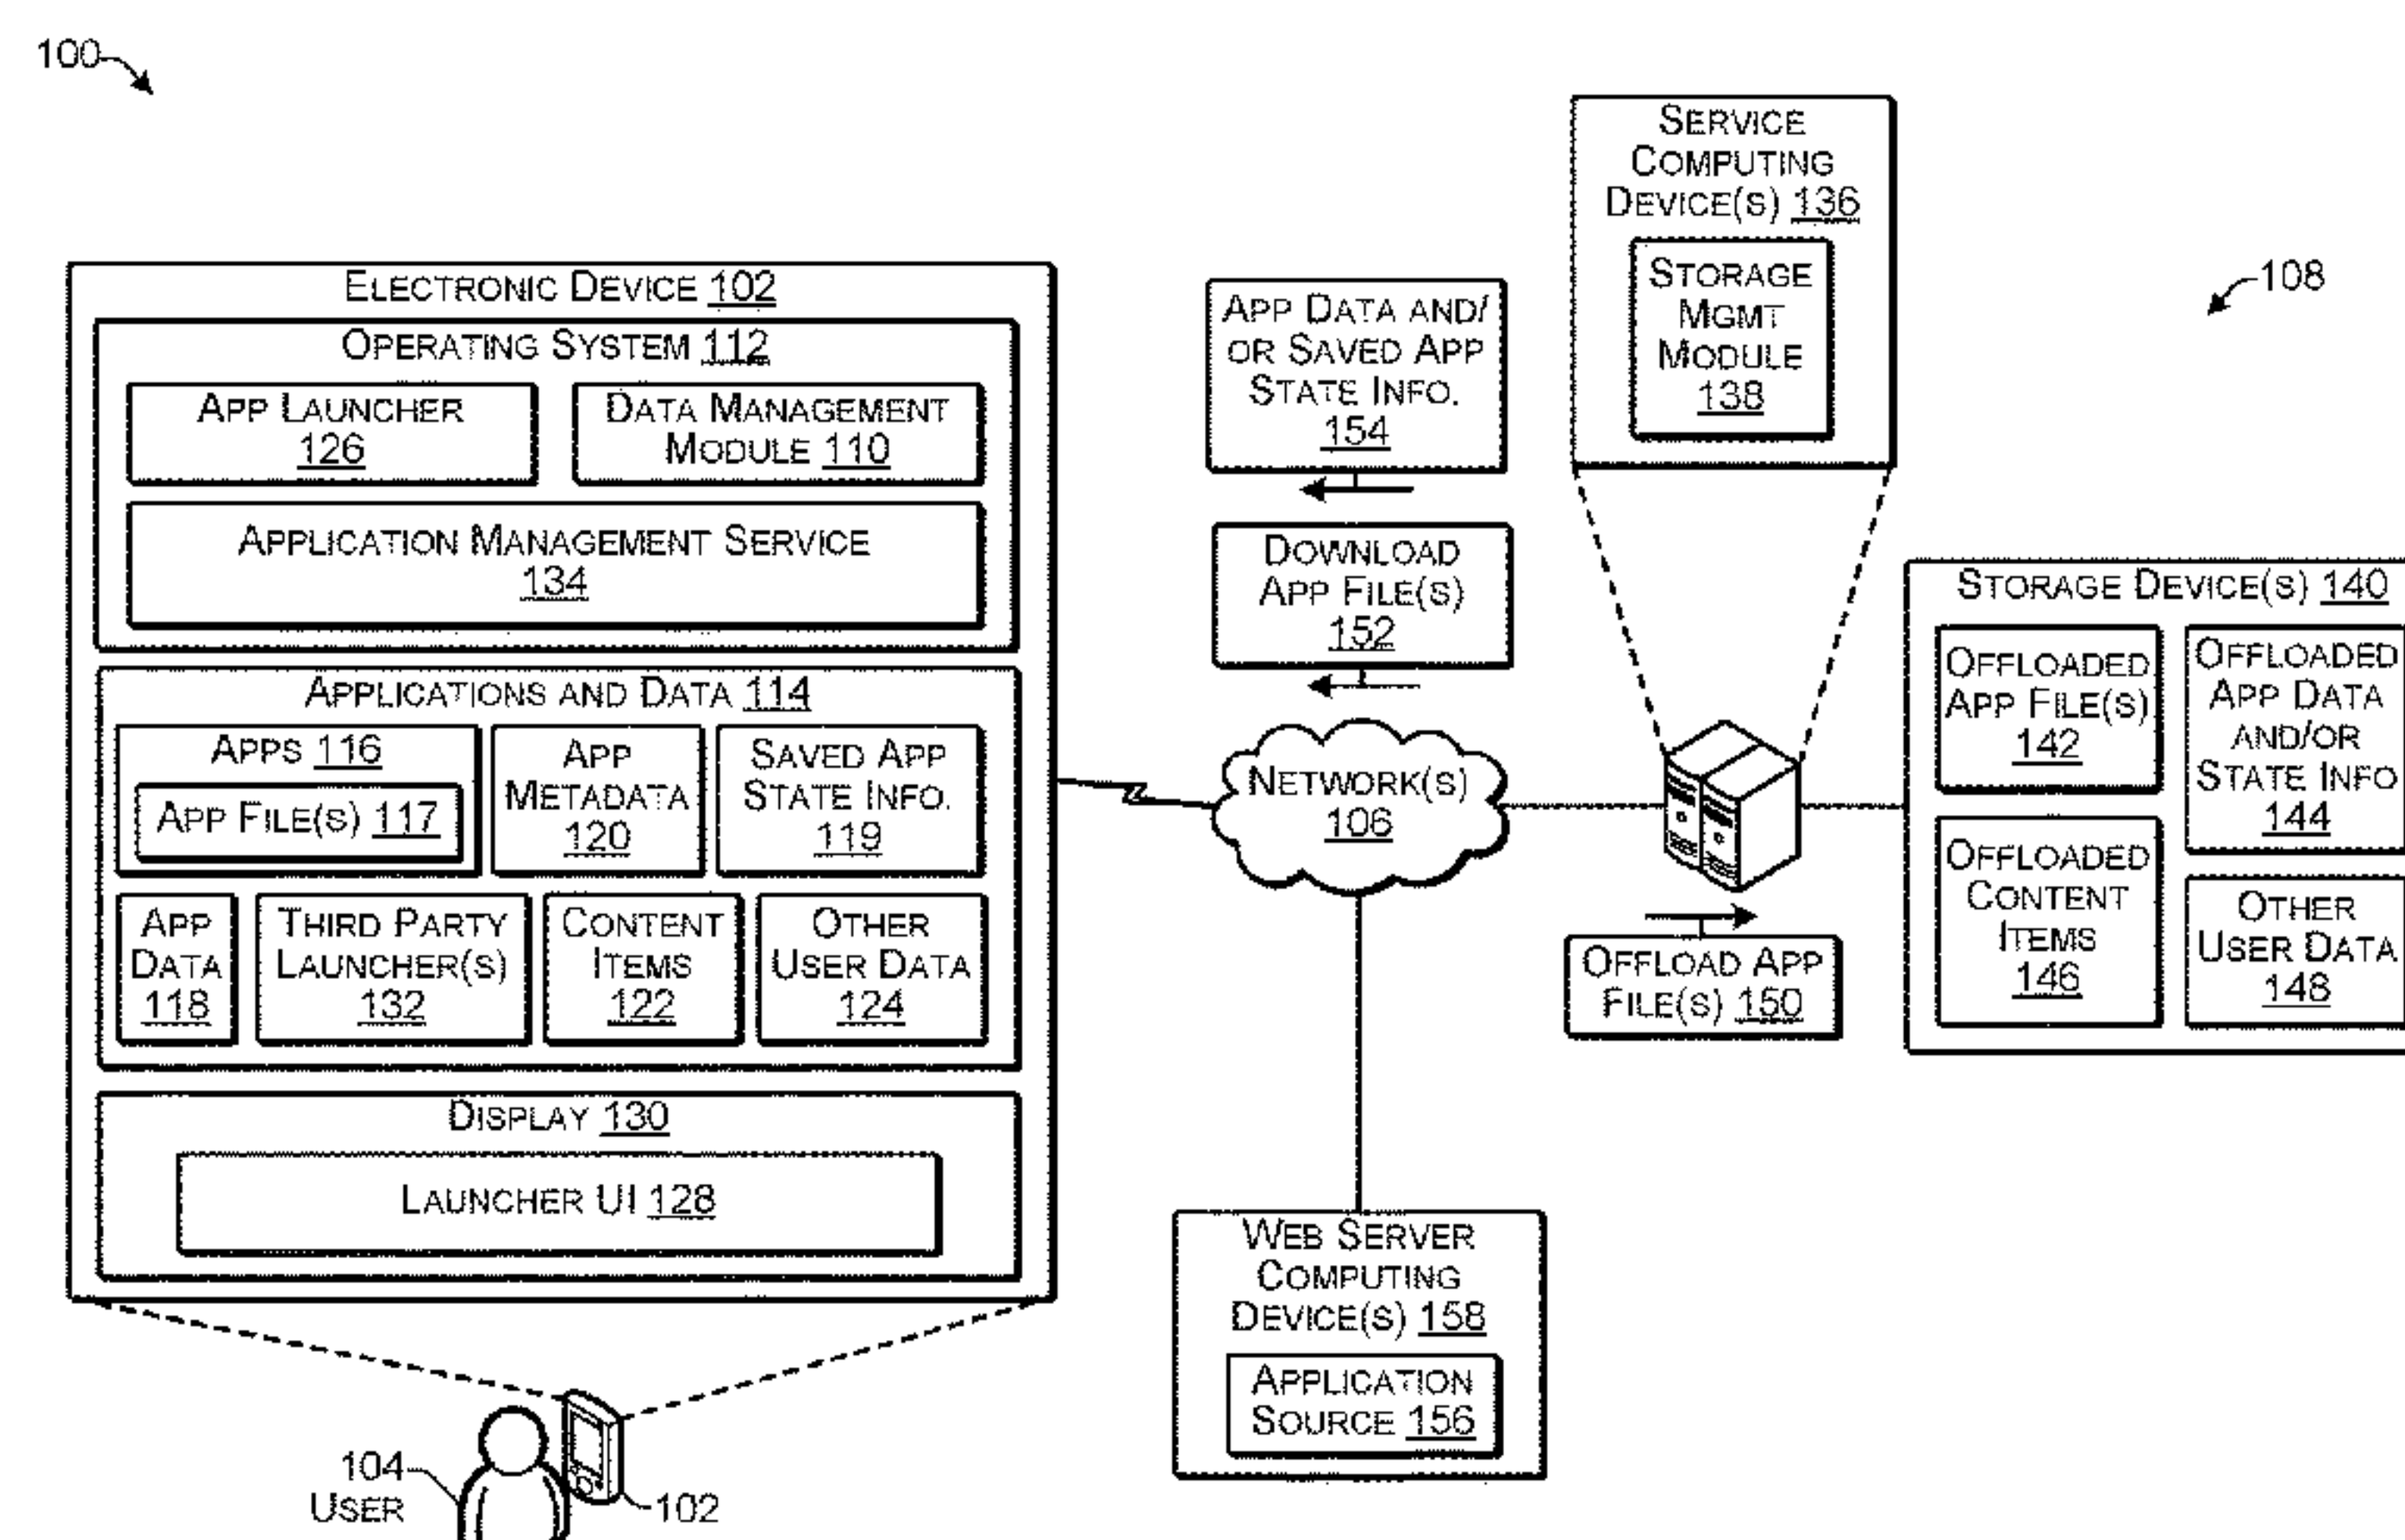 100
ELECTRONIC DEVICE 102
OPERATING SYSTEM 112
APP LAUNCHER
126
DATA MANAGEMENT
MODULE 110
APPLICATION MANAGEMENT SERVICE
134
APPLICATIONS AND DATA 114
APPS 116
APP FILE(S) 117
APP
METADATA
120
SAVED APP
STATE INFO.
119
APP
DATA
118
THIRD PARTY
LAUNCHER(S)
132
CONTENT
ITEMS
122
OTHER
USER DATA
124
DISPLAY 130
LAUNCHER UI 128
104
USER
102
APP DATA AND/
OR SAVED APP
STATE INFO.
154
DOWNLOAD
APP FILE(S)
152
NETWORK(S)
106
WEB SERVER
COMPUTING
DEVICE(S) 158
APPLICATION
SOURCE 156
SERVICE
COMPUTING
DEVICE(S) 136
STORAGE
MGMT
MODULE
138
OFFLOAD APP
FILE(S) 150
108
STORAGE DEVICE(S) 140
OFFLOADED
APP FILE(S)
142
OFFLOADED
APP DATA
AND/OR
STATE INFO
144
OFFLOADED
CONTENT
ITEMS
146
OTHER
USER DATA
148